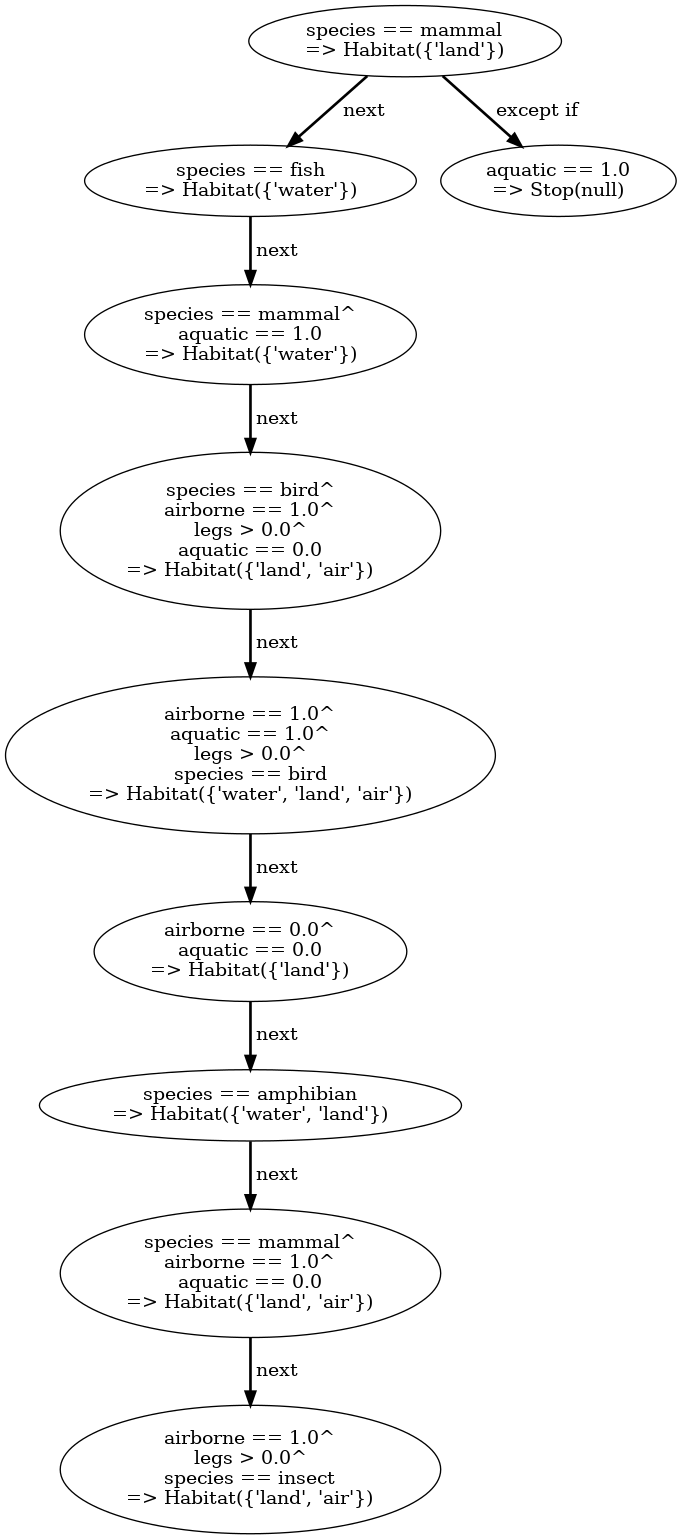 species == mammal
=> Habitat({'land'})
next
except if
species == fish
=> Habitat({'water'})
aquatic == 1.0
=> Stop(null)
next
species == mammal^
aquatic == 1.0
=> Habitat({'water'})
next
species == bird^
airborne == 1.0^
legs > 0.0^
aquatic == 0.0
=> Habitat({'land', 'air'})
next
airborne == 1.0^
aquatic == 1.0^
legs > 0.0^
species == bird
=> Habitat({'water', 'land', 'air'})
next
airborne == 0.0^
aquatic == 0.0
=> Habitat({'land'})
next
species == amphibian
=> Habitat({'water', 'land'})
next
species == mammal^
airborne == 1.0^
aquatic == 0.0
=> Habitat({'land', 'air'})
next
airborne == 1.0^
legs > 0.0^
species == insect
=> Habitat({'land', 'air'})